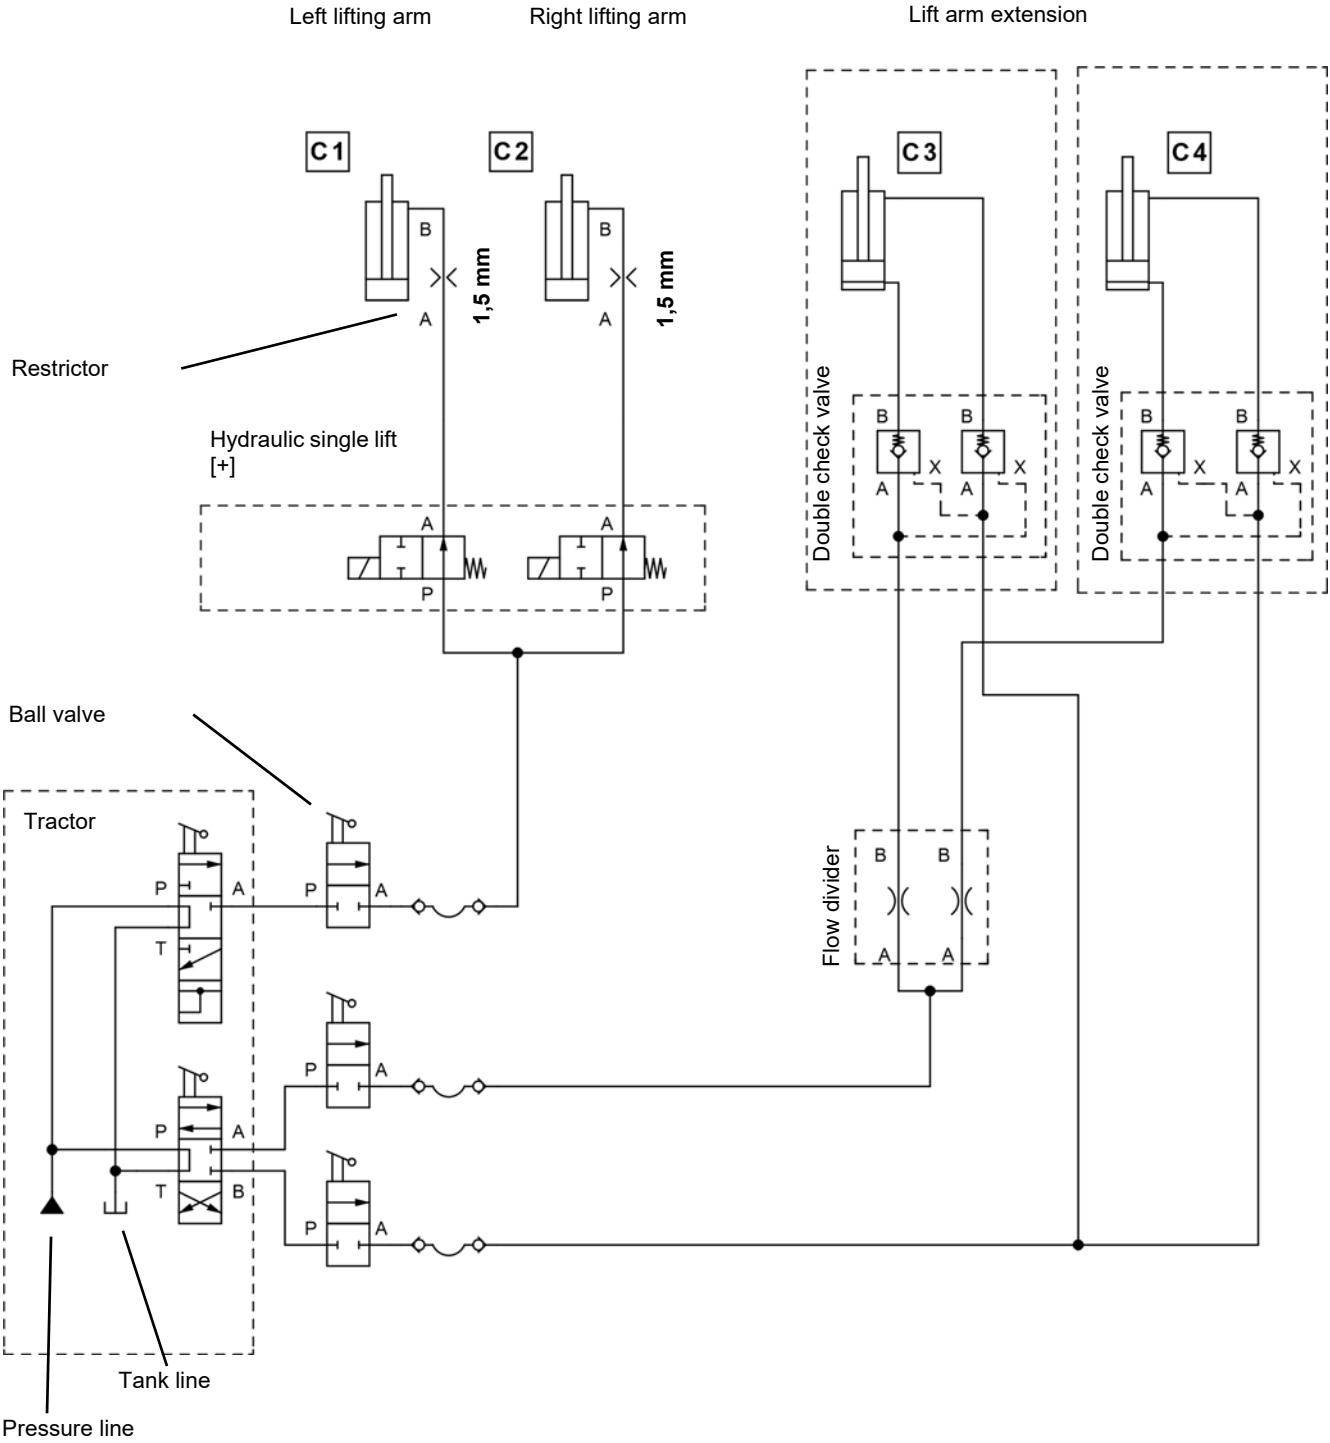 Left lifting arm
Right lifting arm
Lift arm extension
C1
C2
C3
C4
B
B
1,5 mm
1,5 mm
A
A
Restrictor
Hydraulic single lift
[+]
Double check valve
Double check valve
B
B
B
B
X
X
X
X
A
A
A
A
A
A
P
P
Ball valve
Tractor
P
A
P
A
T
Flow divider
B
B
A
A
P
A
P
A
T
B
P
A
Tank line
Pressure line